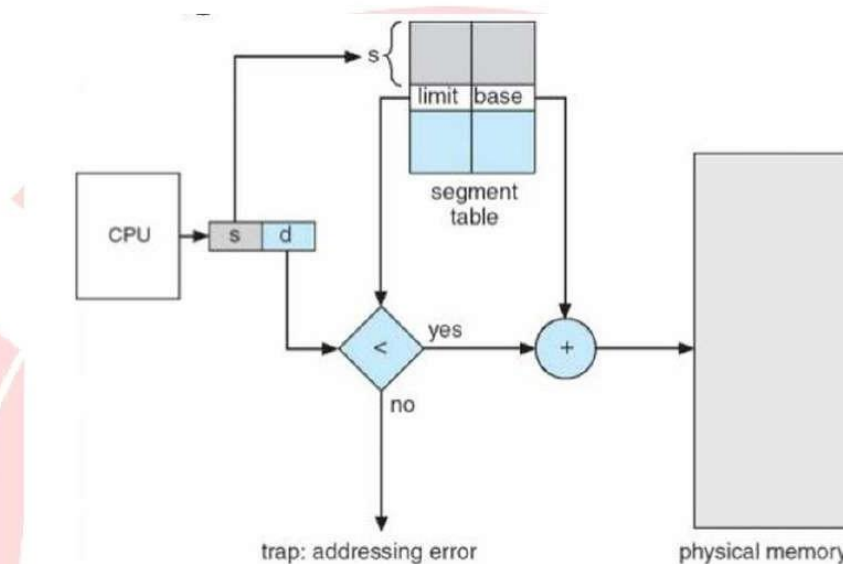 s
limit base
segment
table
CPU
s d
<
yes
+
no
trap: addressing error
physical memory